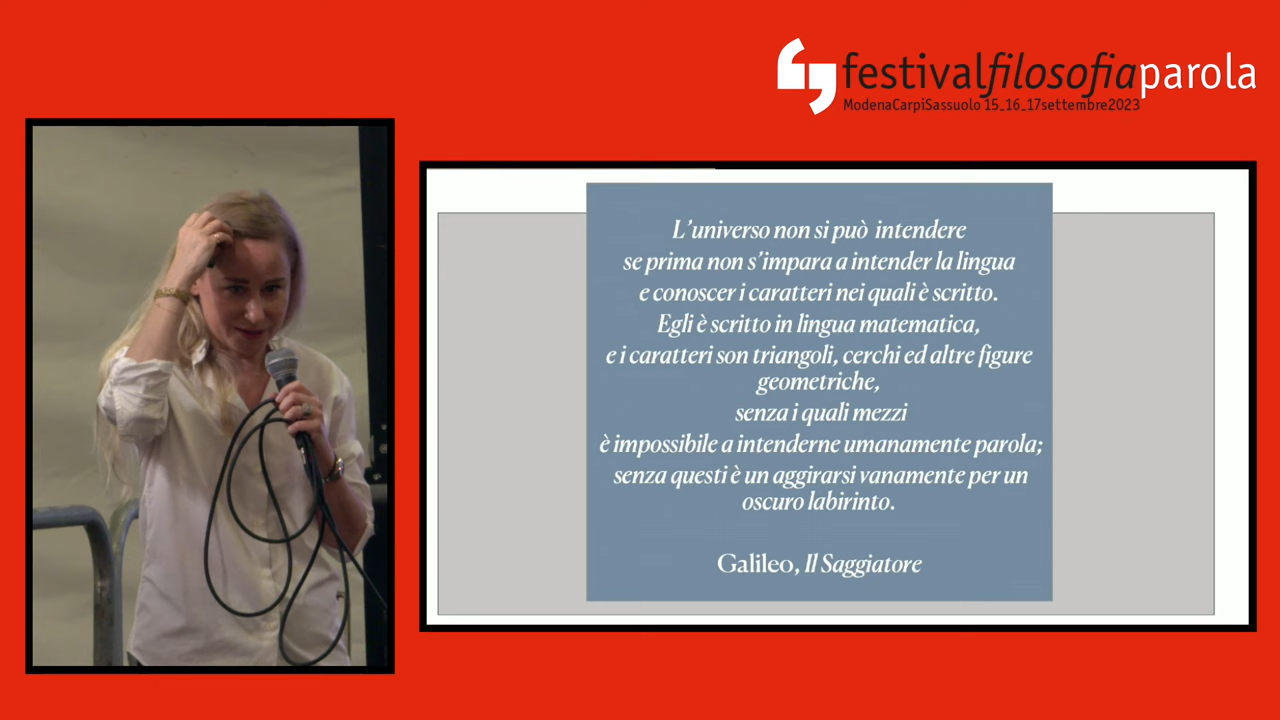 festivalfilosofiaparola
ModenaCarpiSassuolo 15_16_17settembre2023
L’universo non si può intendere
se prima non s’impara a intender la lingua
e conoscer i caratteri nei quali è scritto.
Egli è scritto in lingua matematica,
e i caratteri son triangoli, cerchi ed altre figure
geometriche,
senza i quali mezzi
è impossibile a intenderne umanamente parola;
senza questi è un aggirarsi vanamente per un
oscuro labirinto.
Galileo, Il Saggiatore